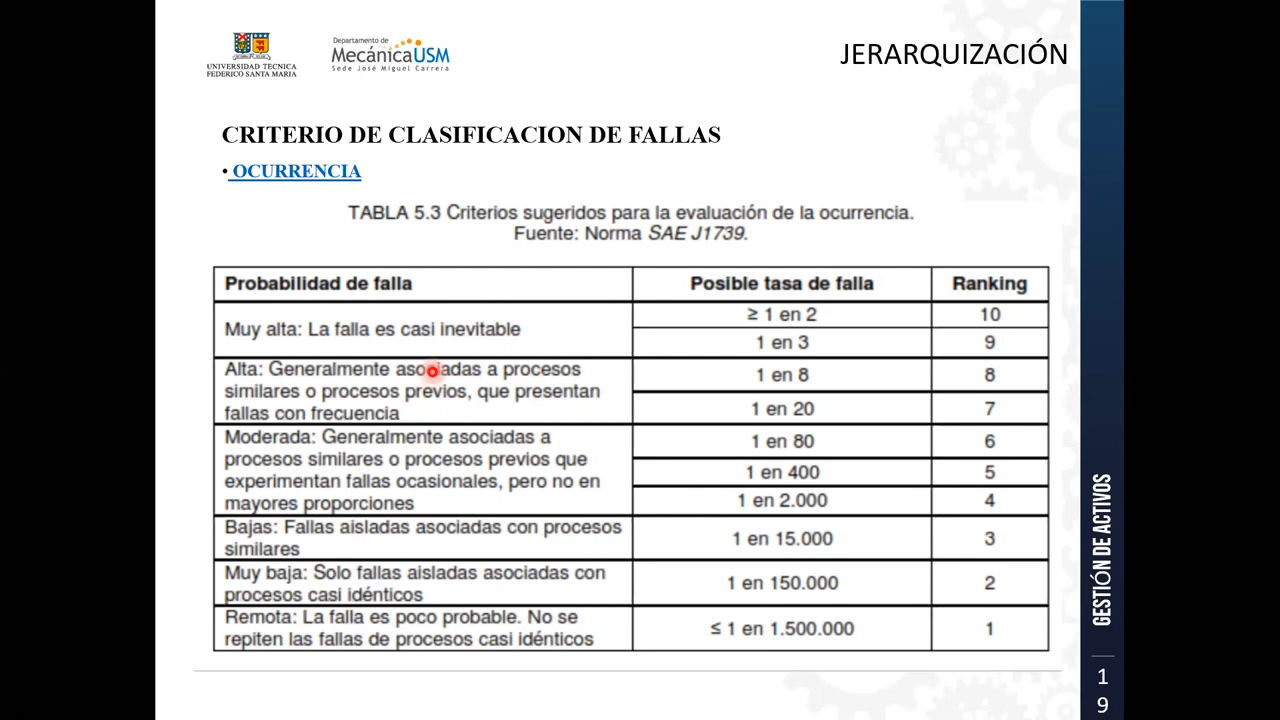 UNIVERSIDAD TECNICA
FEDERICO SANTA MARIA
Departamento de
MecánicaUSM
Sede José Miguel Carrera
JERARQUIZACIÓN
CRITERIO DE CLASIFICACION DE FALLAS
• OCURRENCIA
TABLA 5.3 Criterios sugeridos para la evaluación de la ocurrencia.
Fuente: Norma SAE J1739.
Probabilidad de falla Posible tasa de falla Ranking
Muy alta: La falla es casi inevitable
≥ 1 en 2 10
1 en 3 9
Alta: Generalmente asociadas a procesos
similares o procesos previos, que presentan
fallas con frecuencia
1 en 8 8
1 en 20 7
Moderada: Generalmente asociadas a
procesos similares o procesos previos que
experimentan fallas ocasionales, pero no en
mayores proporciones
1 en 80 6
1 en 400 5
1 en 2.000 4
Bajas: Fallas aisladas asociadas con procesos
similares
1 en 15.000 3
Muy baja: Solo fallas aisladas asociadas con
procesos casi idénticos
1 en 150.000 2
Remota: La falla es poco probable. No se
repiten las fallas de procesos casi idénticos
≤ 1 en 1.500.000 1
GESTIÓN DE ACTIVOS
1
9